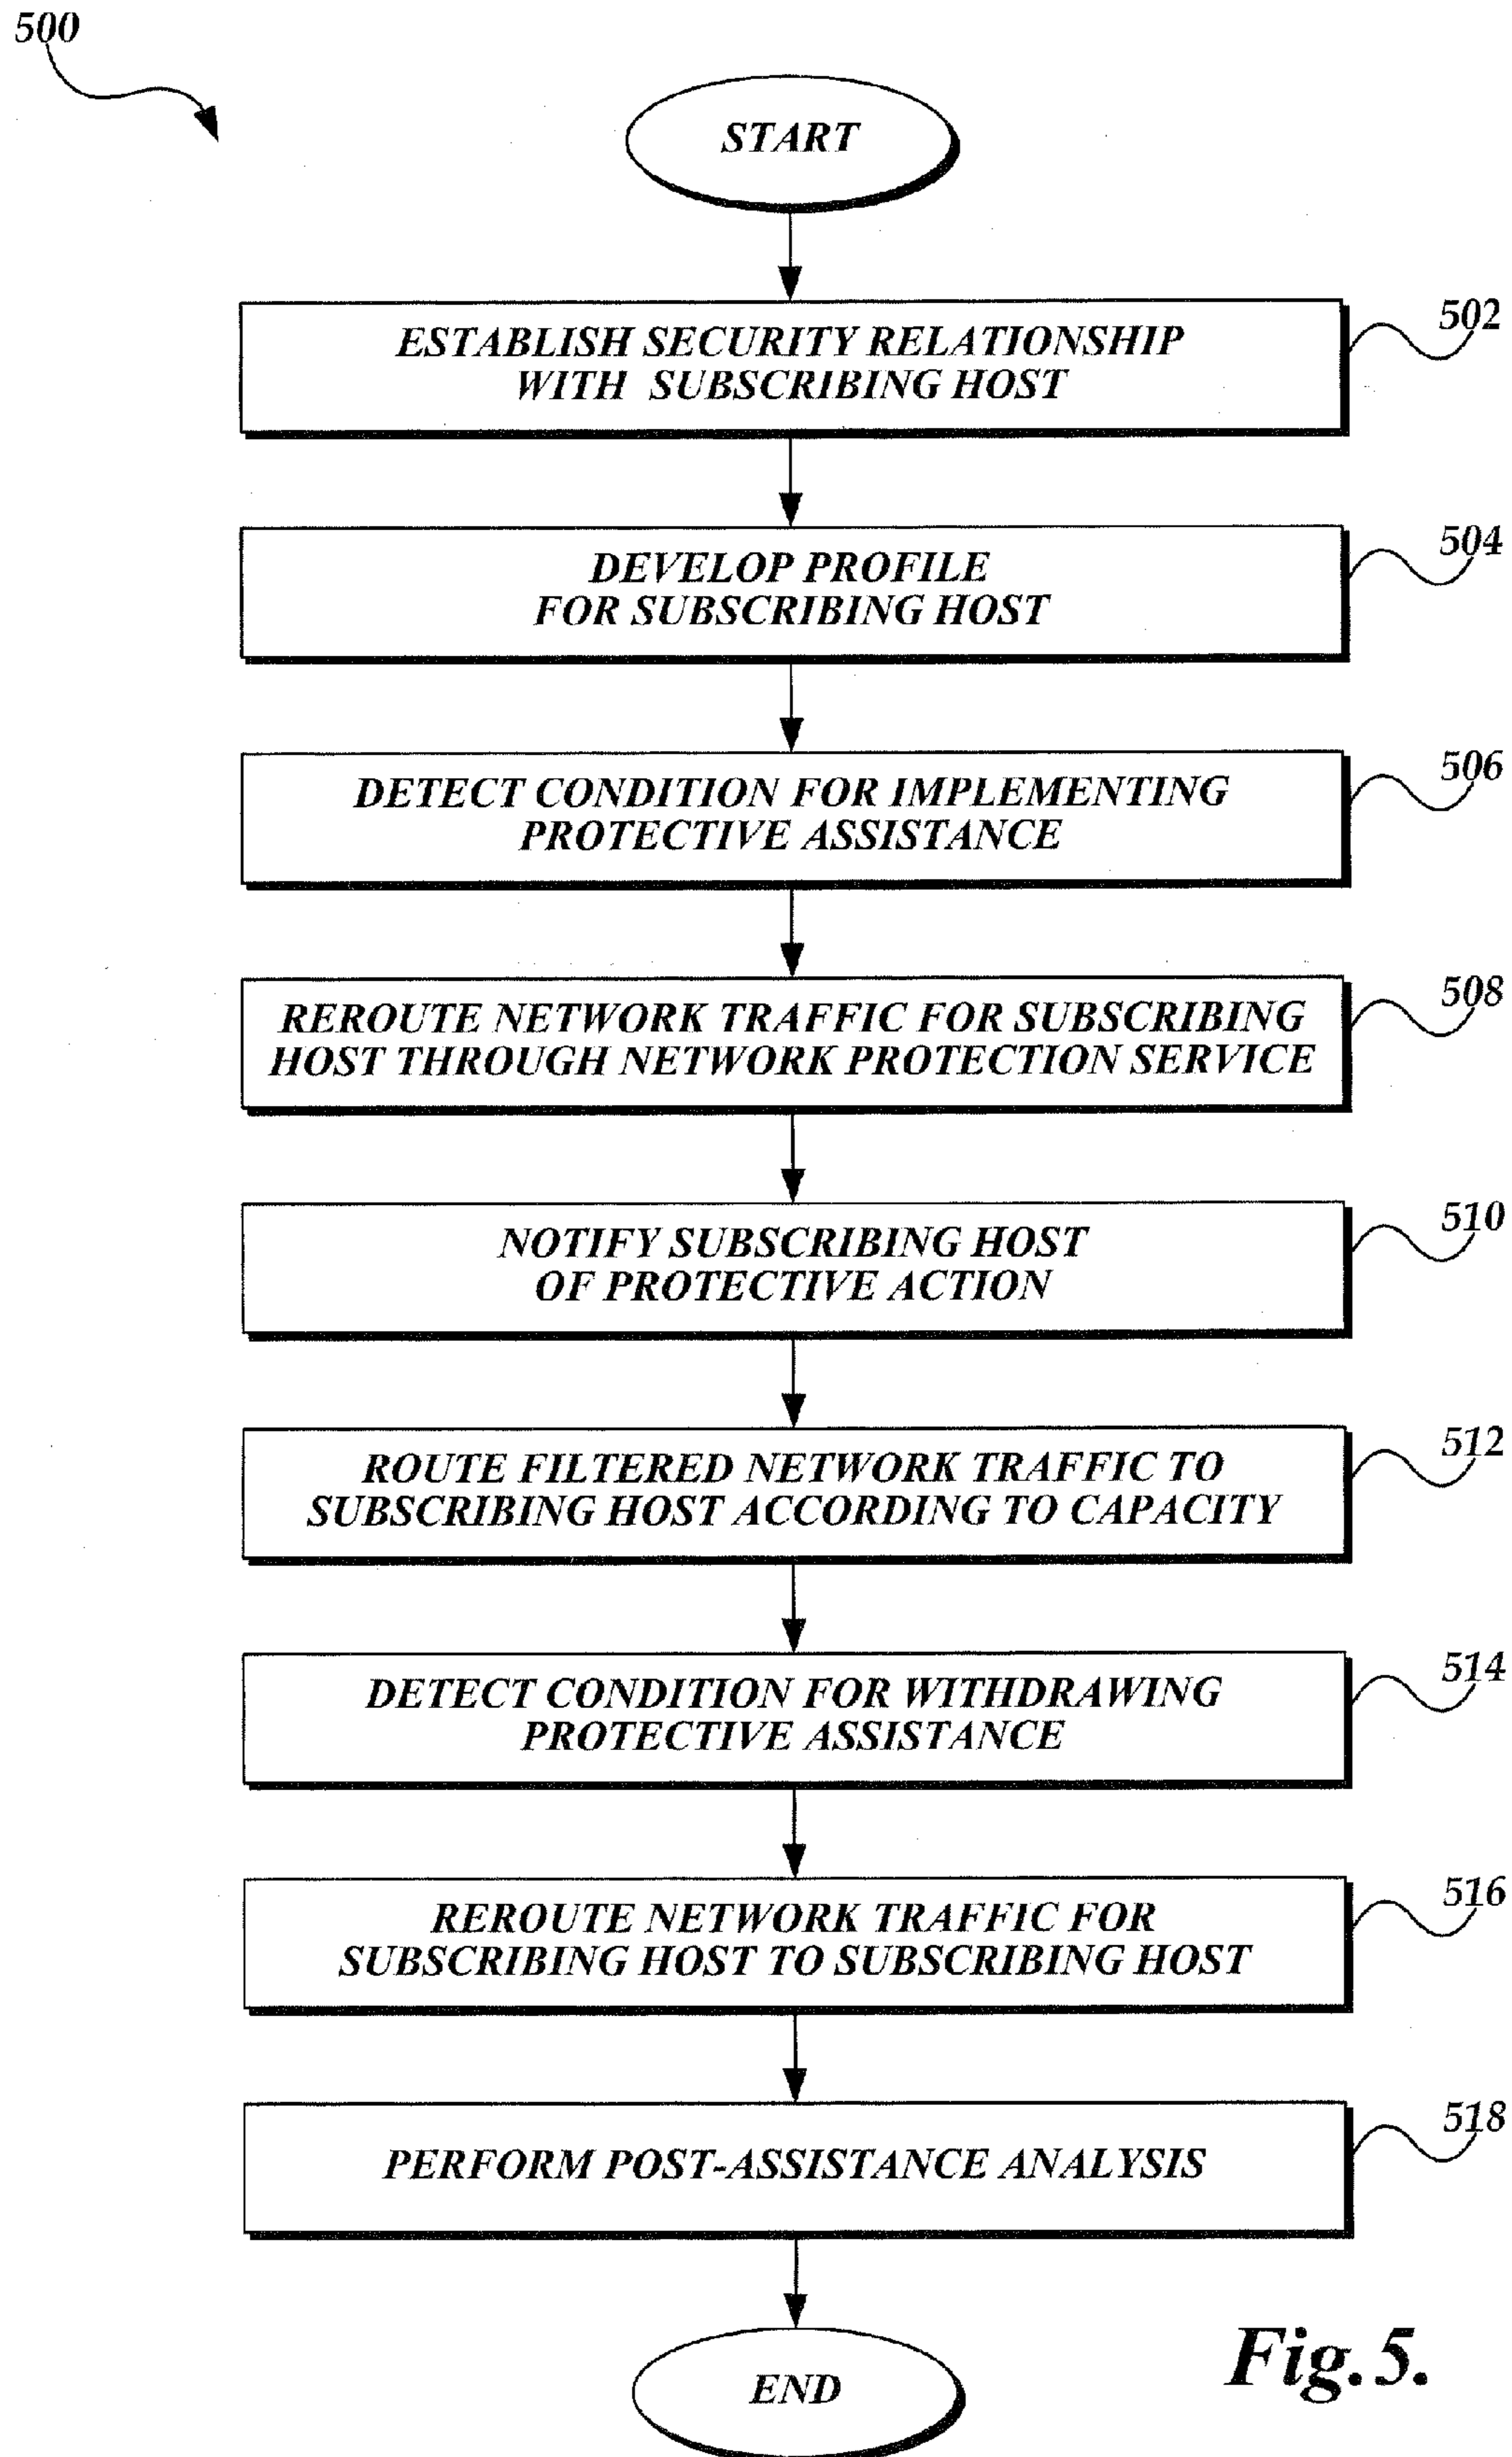 500
START
ESTABLISH SECURITY RELATIONSHIP
WITH SUBSCRIBING HOST
502
DEVELOP PROFILE
FOR SUBSCRIBING HOST
504
DETECT CONDITION FOR IMPLEMENTING
PROTECTIVE ASSISTANCE
506
REROUTE NETWORK TRAFFIC FOR SUBSCRIBING
HOST THROUGH NETWORK PROTECTION SERVICE
508
NOTIFY SUBSCRIBING HOST
OF PROTECTIVE ACTION
510
ROUTE FILTERED NETWORK TRAFFIC TO
SUBSCRIBING HOST ACCORDING TO CAPACITY
512
DETECT CONDITION FOR WITHDRAWING
PROTECTIVE ASSISTANCE
514
REROUTE NETWORK TRAFFIC FOR
SUBSCRIBING HOST TO SUBSCRIBING HOST
516
PERFORM POST-ASSISTANCE ANALYSIS
518
END
Fig.5.